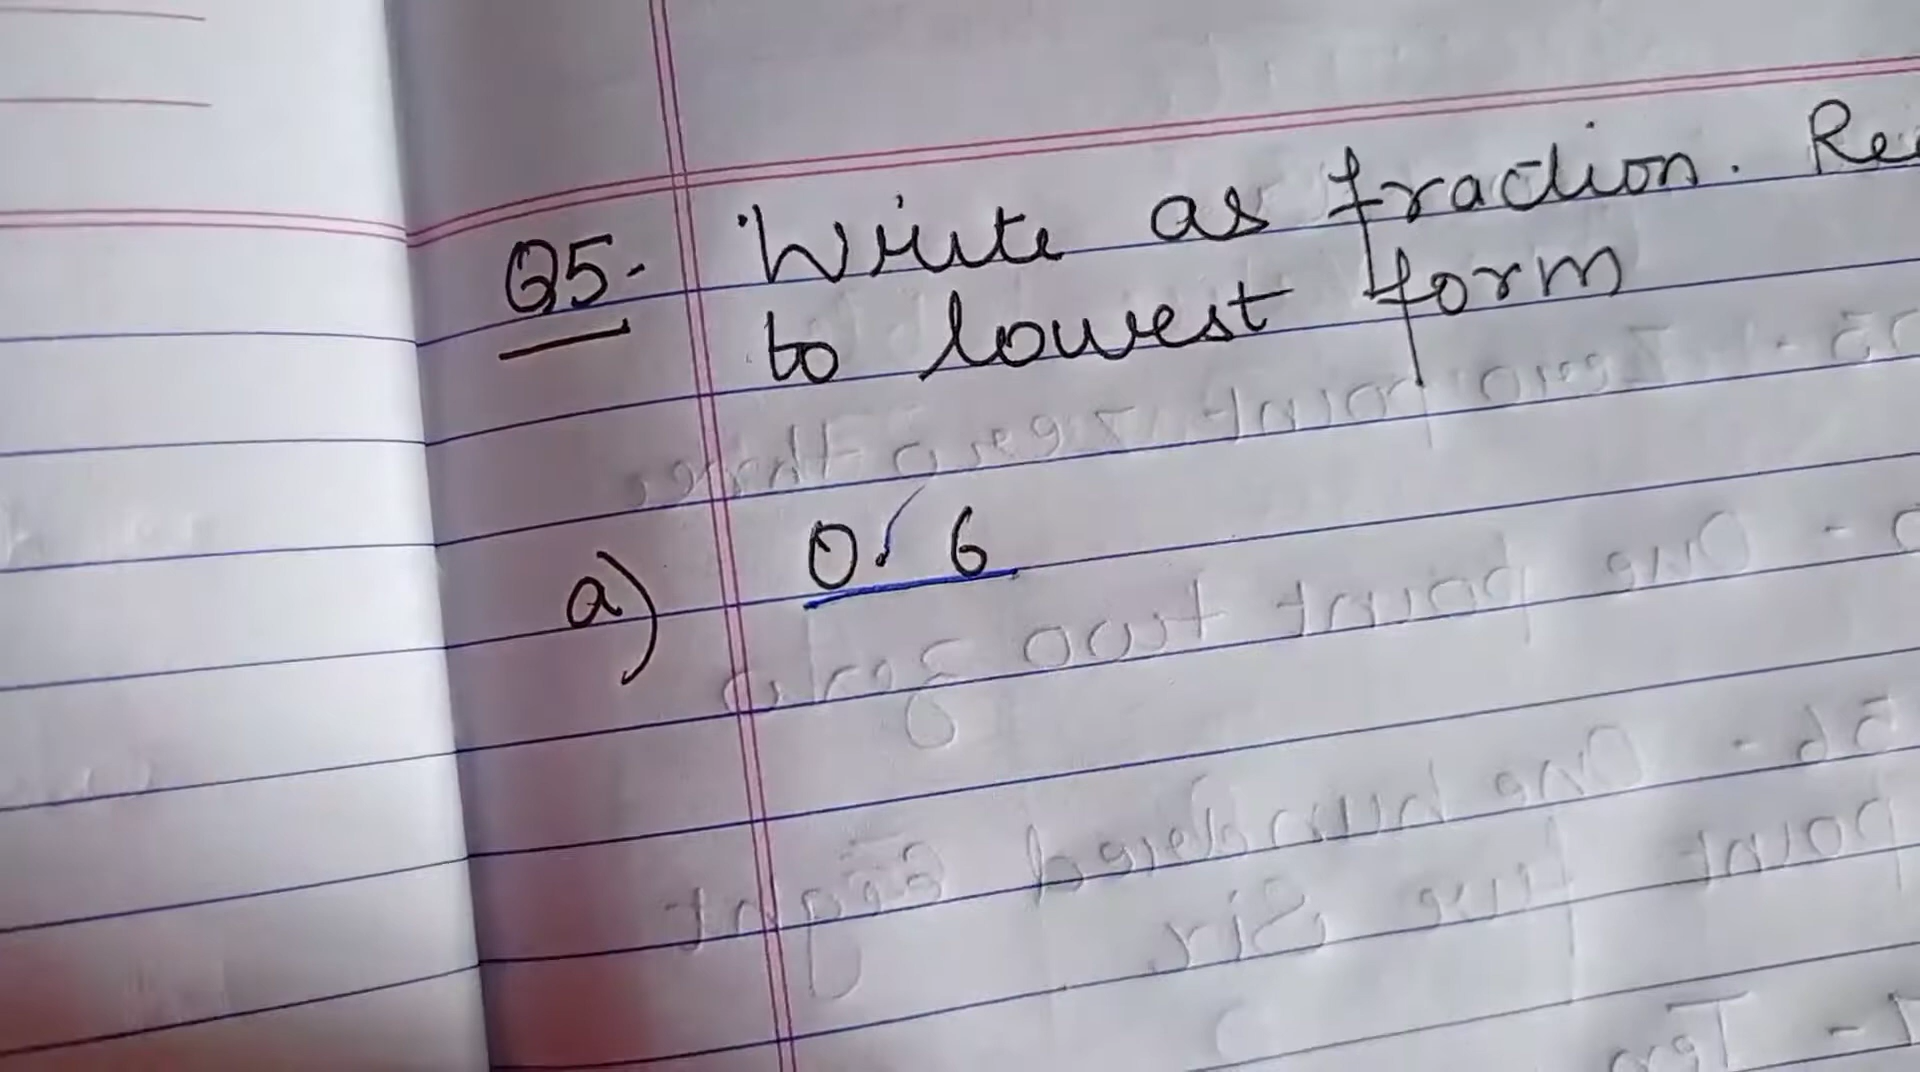 Q5. Write as fraction. Re
to lowest form
a) 0.6